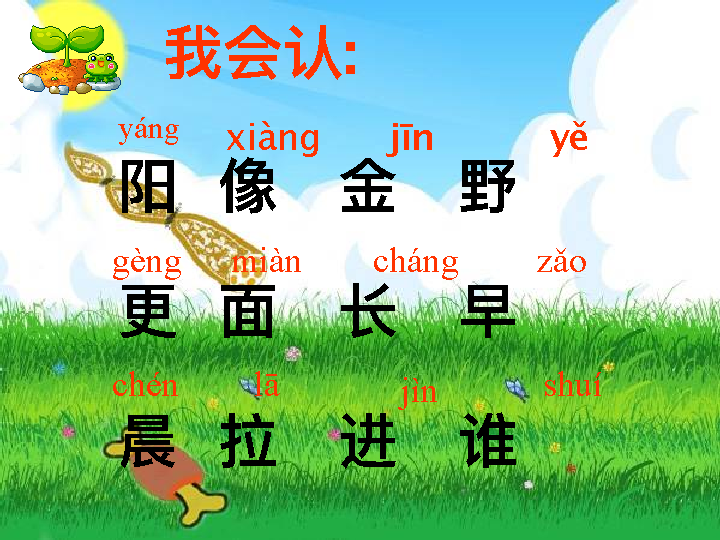 我会认:
yáng xiàng jīn yě
阳 像 金 野
gèng miàn cháng zǎo
更 面 长 早
chén lā jìn shuí
晨 拉 进 谁